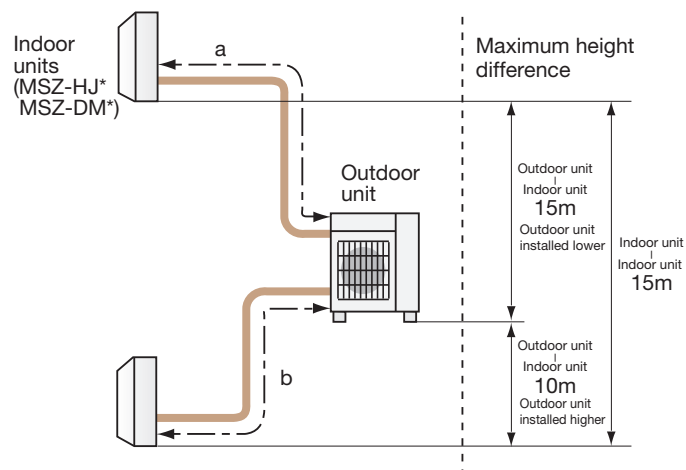 Indoor
units
(MSZ-HJ*
MSZ-DM*)
a
Outdoor
unit
b
Maximum height
difference
Outdoor unit
Indoor unit
15m
Outdoor unit
installed lower
Indoor unit
Indoor unit
15m
Outdoor unit
Indoor unit
10m
Outdoor unit
installed higher